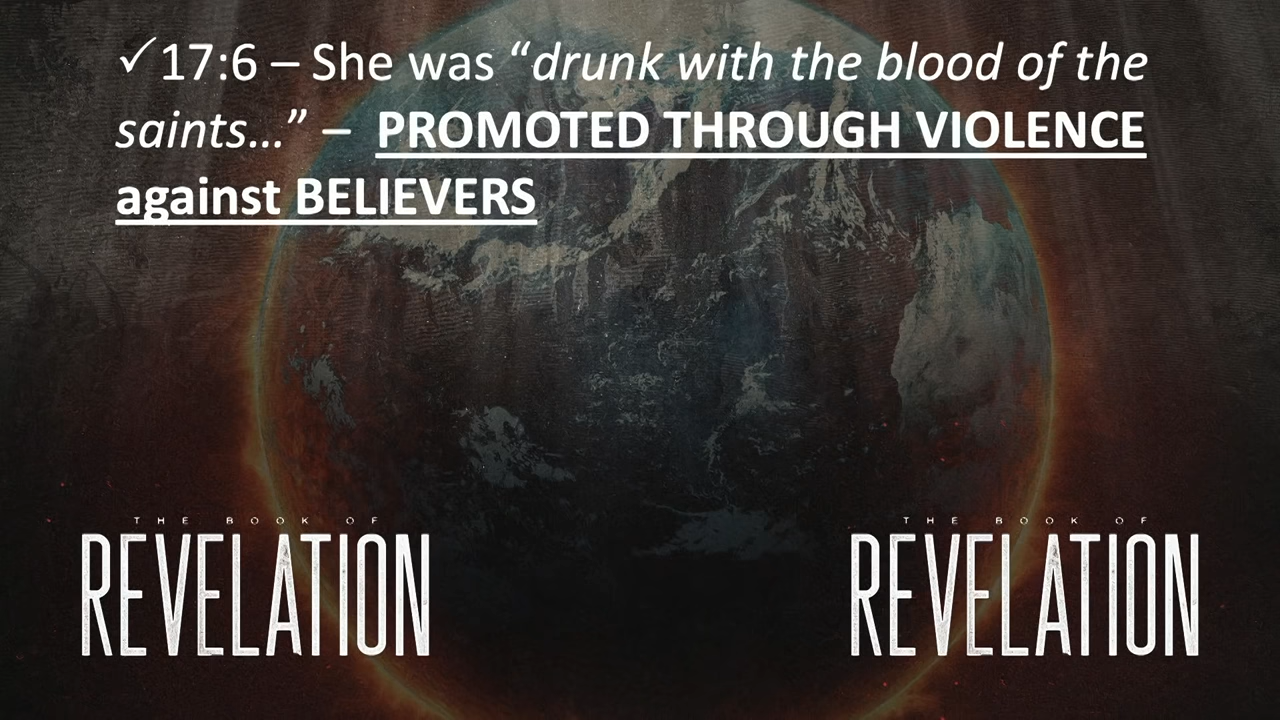 ✓17:6 – She was “drunk with the blood of the
saints…” – PROMOTED THROUGH VIOLENCE
against BELIEVERS
THE BOOK OF
REVELATION
THE BOOK OF
REVELATION